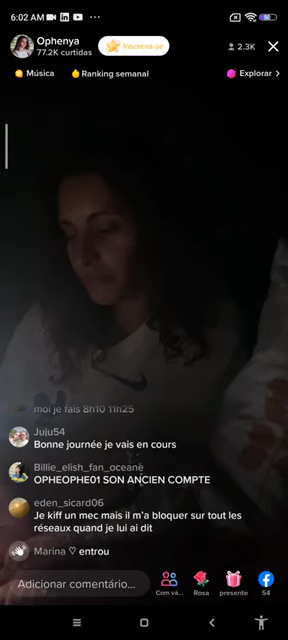 6:02 AM
50
Ophenya
77.2K curtidas
Inscreva-se
2.3K
Música
Ranking semanal
Explorar >
moi je fais 8h10 11h25
Juju54
Bonne journée je vais en cours
Billie_elish_fan_oceane
OPHEOPHE01 SON ANCIEN COMPTE
eden_sicard06
Je kiff un mec mais il m'a bloquer sur tout les
réseaux quand je lui ai dit
Marina ♡ entrou
Adicionar comentário...
Com vá...
Rosa
presente
54